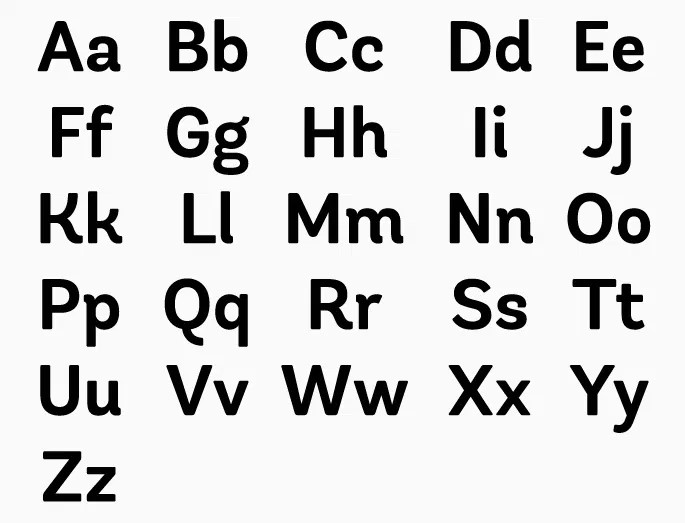 Aa Bb Cc Dd Ee
Ff Gg Hh Ii Jj
Kk Ll Mm Nn Oo
Pp Qq Rr Ss Tt
Uu Vv Ww Xx Yy
Zz